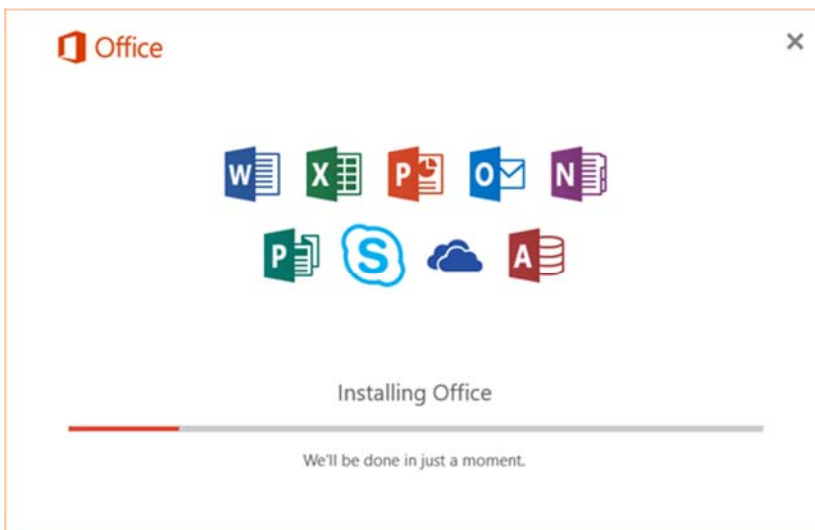 Office
W X P O N
P S A
Installing Office
We'll be done in just a moment.